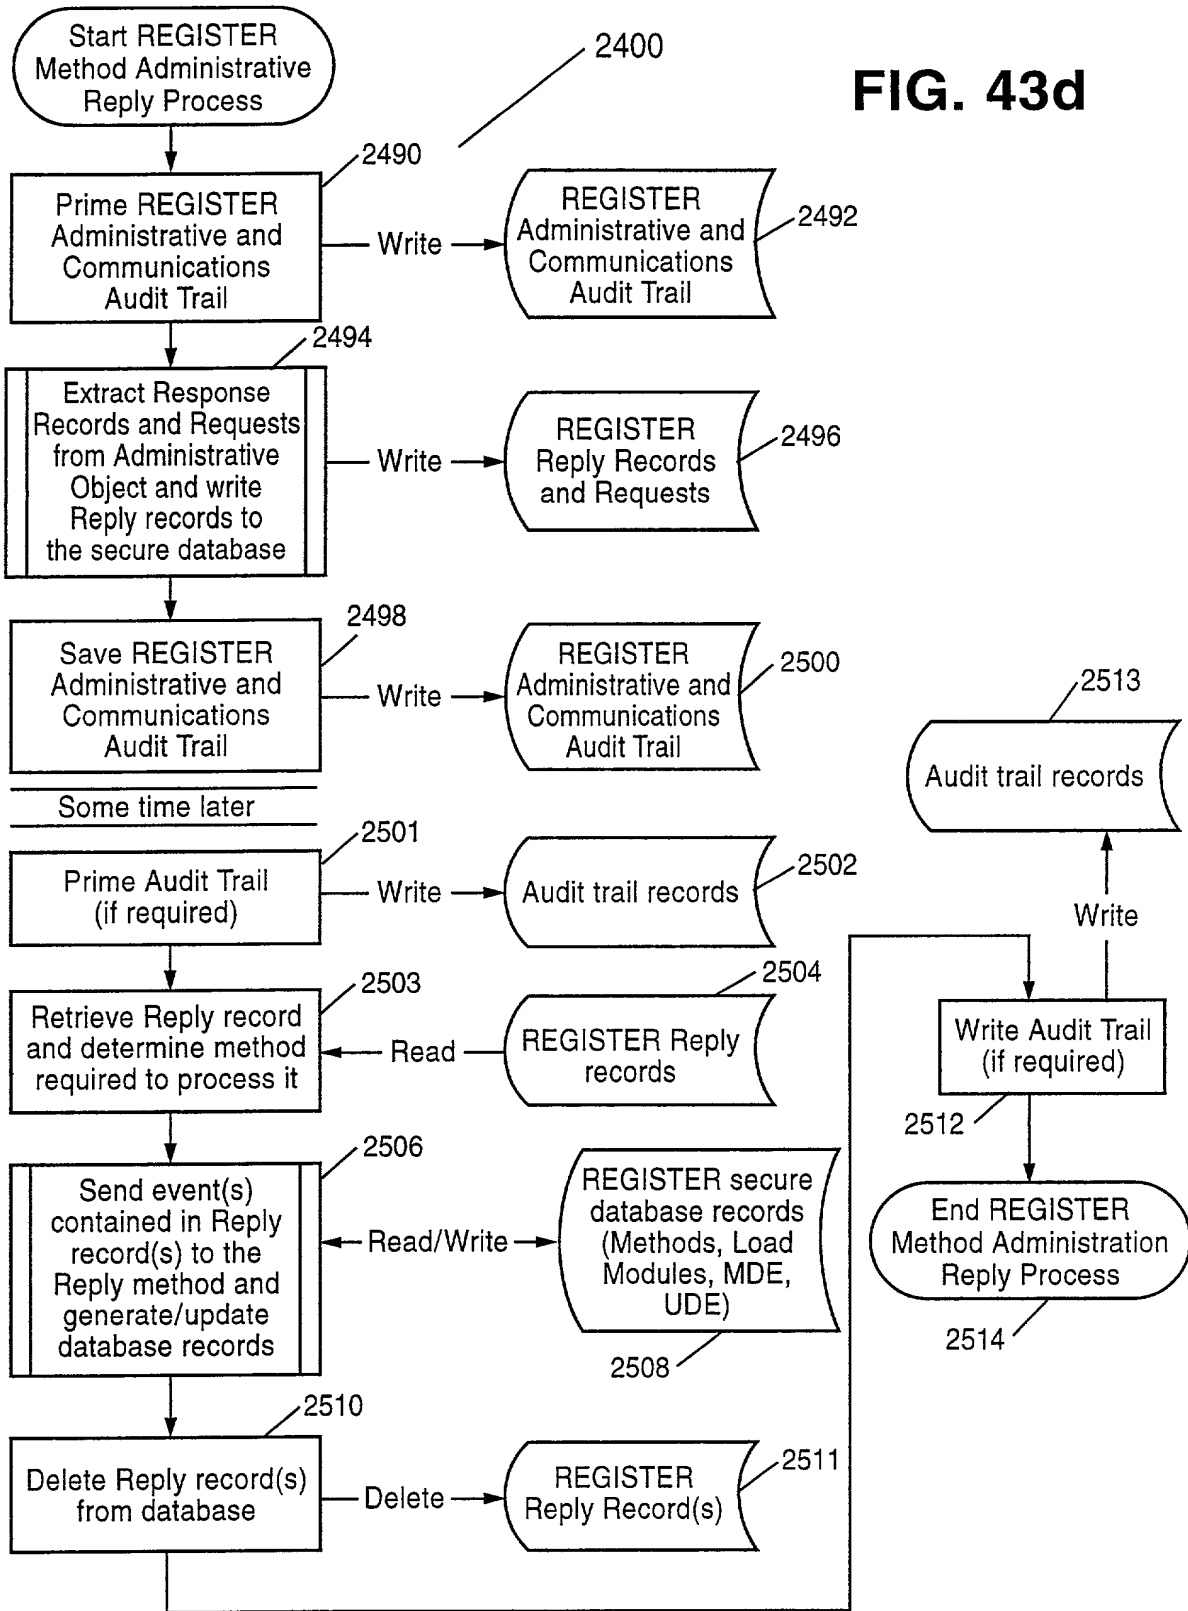 Start REGISTER
Method Administrative
Reply Process
2400
FIG. 43d
2490
Prime REGISTER
Administrative and
Communications
Audit Trail
Write
REGISTER
Administrative and
Communications
Audit Trail
2492
2494
Extract Response
Records and Requests
from Administrative
Object and write
Reply records to
the secure database
Write
REGISTER
Reply Records
and Requests
2496
2498
Save REGISTER
Administrative and
Communications
Audit Trail
Write
REGISTER
Administrative and
Communications
Audit Trail
2500
Some time later
2501
Prime Audit Trail
(if required)
Write
Audit trail records
2502
2503
Retrieve Reply record
and determine method
required to process it
Read
2504
REGISTER Reply
records
2506
Send event(s)
contained in Reply
record(s) to the
Reply method and
generate/update
database records
Read/Write
REGISTER secure
database records
(Methods, Load
Modules, MDE,
UDE)
2508
2510
Delete Reply record(s)
from database
Delete
REGISTER
Reply Record(s)
2511
2513
Audit trail records
Write
Write Audit Trail
(if required)
2512
End REGISTER
Method Administration
Reply Process
2514